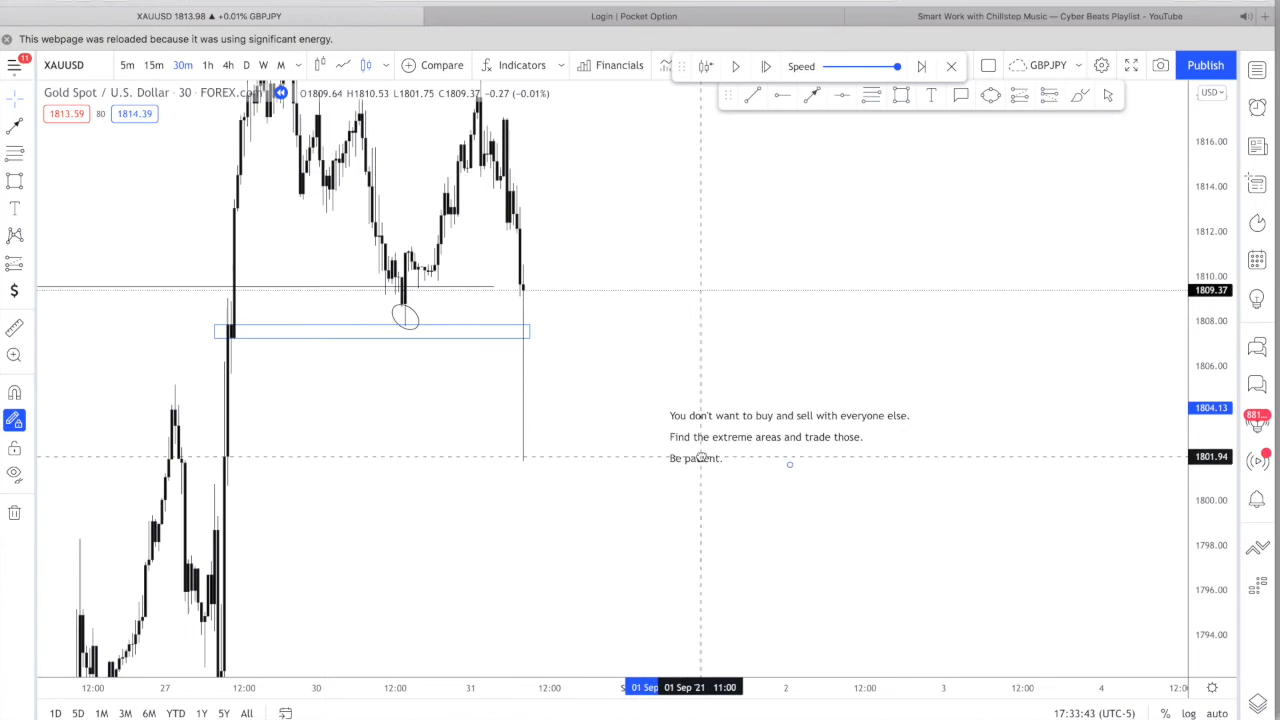 XAUUSD 1813.98 ▲ +0.01% GBPJPY
Login | Pocket Option
Smart Work with Chillstep Music — Cyber Beats Playlist - YouTube
This webpage was reloaded because it was using significant energy.
11
XAUUSD
5m 15m 30m 1h 4h D W M
Compare
Indicators
Financials
Speed
GBPJPY
Publish
Gold Spot / U.S. Dollar · 30 · FOREX.co
O1809.64 H1810.53 L1801.75 C1809.37 -0.27 (-0.01%)
USD
1813.59 80 1814.39
1816.00
1814.00
1812.00
1810.00
1809.37
1808.00
1806.00
1804.13
You don't want to buy and sell with everyone else.
881...
Find the extreme areas and trade those.
Be patient.
1801.94
1800.00
1798.00
1796.00
1794.00
12:00 27 12:00 30 12:00 31 12:00 01 Sep 01 Sep '21 11:00 2 12:00 3 12:00 4 12:0
1D 5D 1M 3M 6M YTD 1Y 5Y All
17:33:43 (UTC-5) % log auto